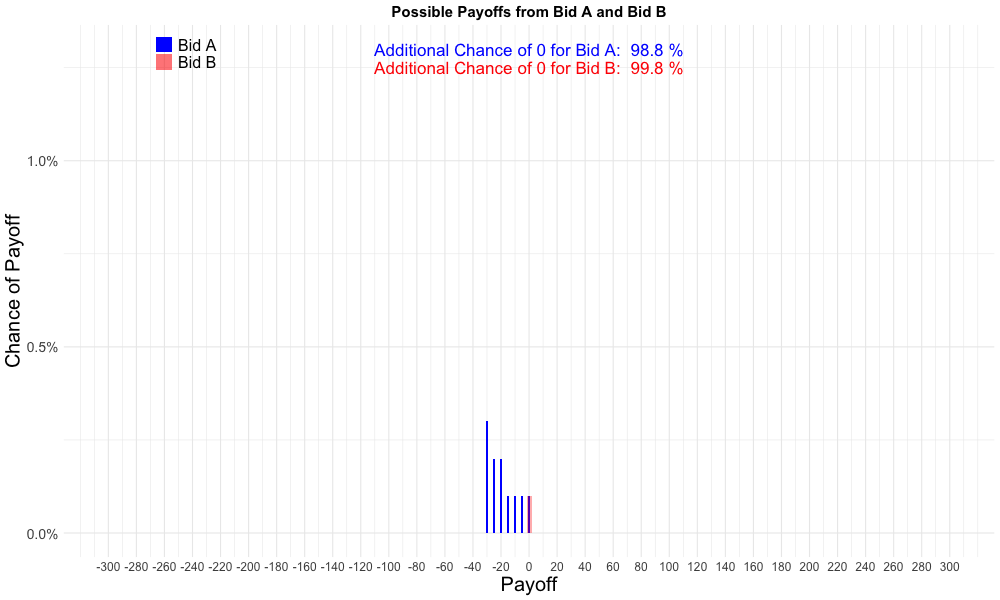 Possible Payoffs from Bid A and Bid B
Bid A
Bid B
Additional Chance of 0 for Bid A:  98.8 %
Additional Chance of 0 for Bid B:  99.8 %
Chance of Payoff
1.0%
0.5%
0.0%
-300 -280 -260 -240 -220 -200 -180 -160 -140 -120 -100 -80 -60 -40 -20 0 20 40 60 80 100 120 140 160 180 200 220 240 260 280 300
Payoff